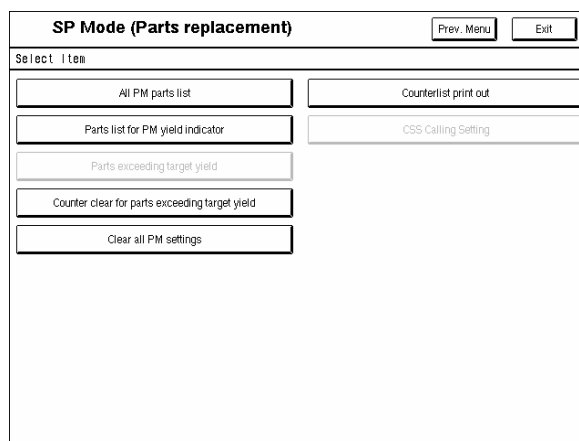 SP Mode (Parts replacement)
Prev. Menu
Exit
Select Item
All PM parts list
Counterlist print out
Parts list for PM yield indicator
CSS Calling Setting
Parts exceeding target yield
Counter clear for parts exceeding target yield
Clear all PM settings